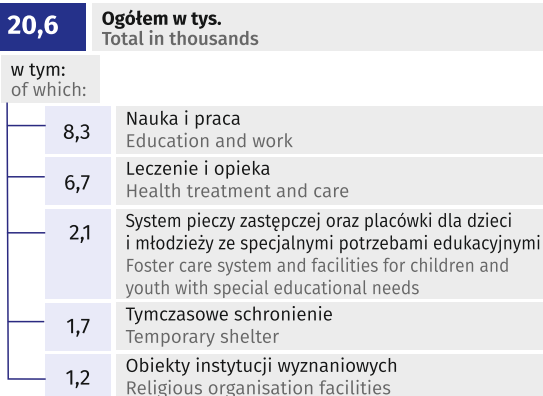 20,6
Ogółem w tys.
Total in thousands
w tym:
of which:
8,3
Nauka i praca
Education and work
6,7
Leczenie i opieka
Health treatment and care
2,1
System pieczy zastępczej oraz placówki dla dzieci
i młodzieży ze specjalnymi potrzebami edukacyjnymi
Foster care system and facilities for children and
youth with special educational needs
1,7
Tymczasowe schronienie
Temporary shelter
1,2
Obiekty instytucji wyznaniowych
Religious organisation facilities